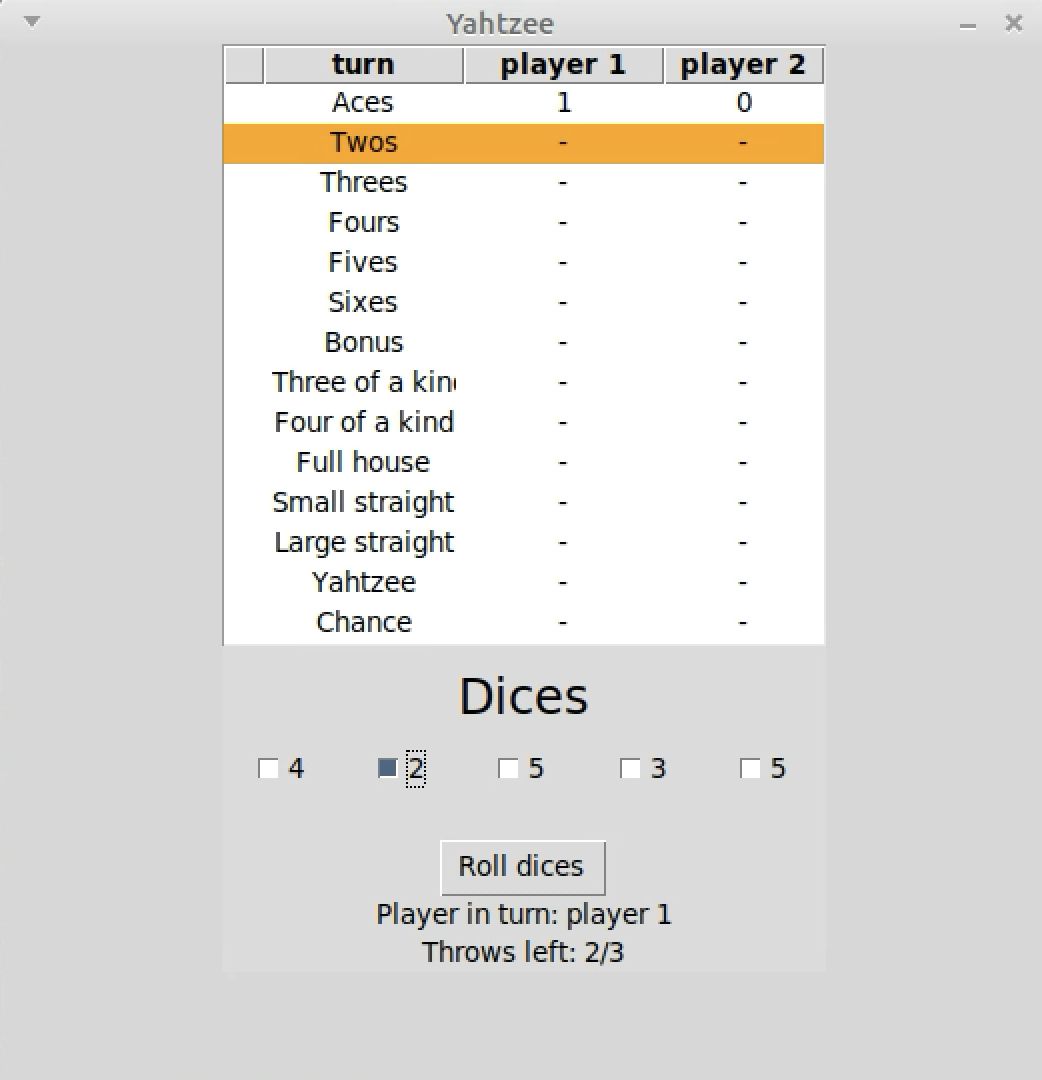 Yahtzee
turn player 1 player 2
Aces 1 0
Twos - -
Threes - -
Fours - -
Fives - -
Sixes - -
Bonus - -
Three of a kin - -
Four of a kind - -
Full house - -
Small straight - -
Large straight - -
Yahtzee - -
Chance - -
Dices
4 2 5 3 5
Roll dices
Player in turn: player 1
Throws left: 2/3